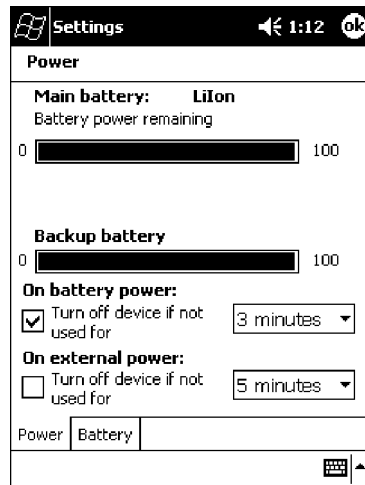 Settings 1:12 ok
Power
Main battery: LiIon
Battery power remaining
0 100
Backup battery
0 100
On battery power:
Turn off device if not
used for
3 minutes
On external power:
Turn off device if not
used for
5 minutes
Power Battery